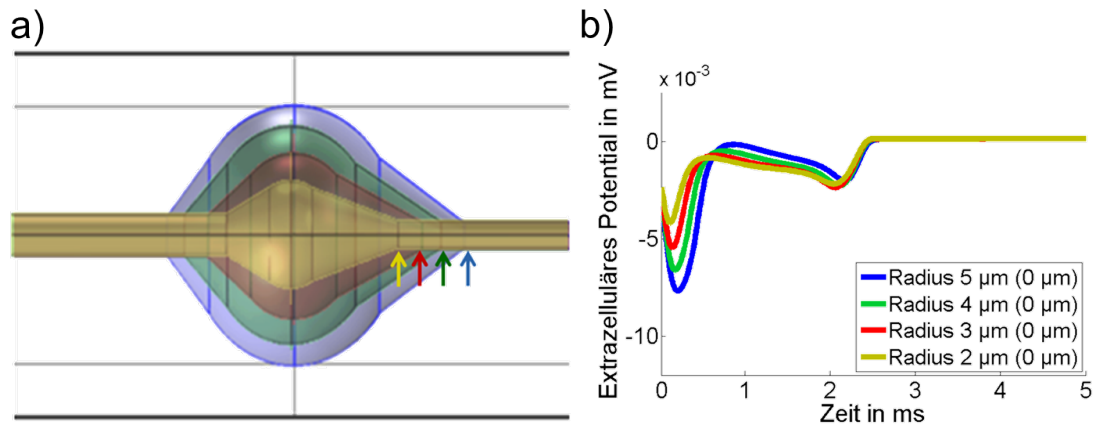 a)
b)
x 10⁻³
Extrazelluläres Potential in mV
0
-5
-10
Radius 5 µm (0 µm)
Radius 4 µm (0 µm)
Radius 3 µm (0 µm)
Radius 2 µm (0 µm)
0 1 2 3 4 5
Zeit in ms